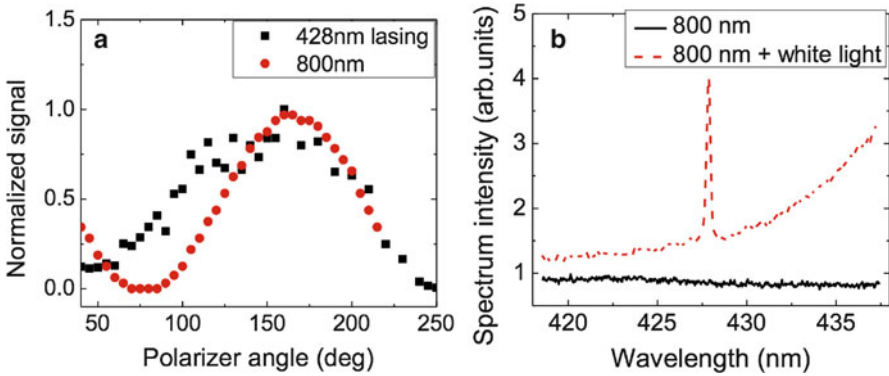 a
428nm lasing
800nm
Normalized signal
1.5
1.0
0.5
0.0
50 100 150 200 250
Polarizer angle (deg)
b
800 nm
800 nm + white light
Spectrum intensity (arb.units)
5
4
3
2
1
420 425 430 435
Wavelength (nm)